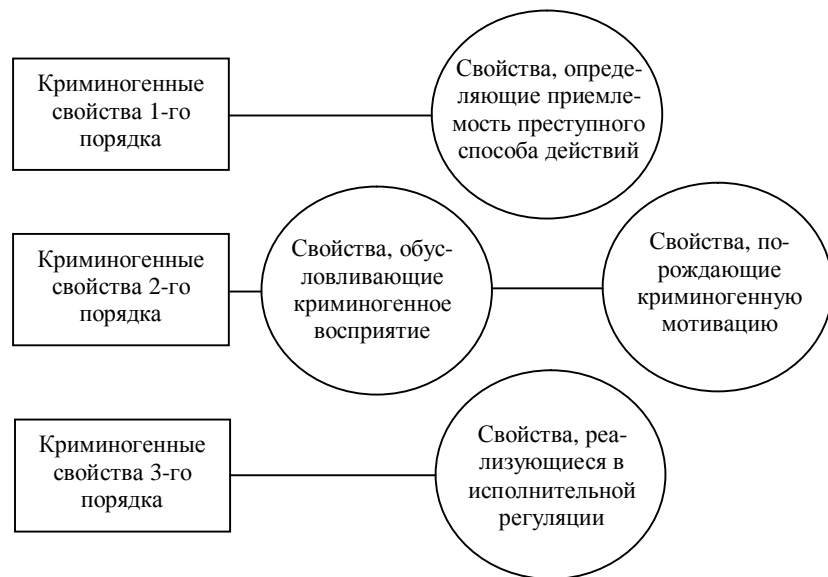 Криминогенные
свойства 1-го
порядка
Свойства, опреде-
ляющие приемле-
мость преступного
способа действий
Криминогенные
свойства 2-го
порядка
Свойства, обус-
ловливающие
криминогенное
восприятие
Свойства, по-
рождающие
криминогенную
мотивацию
Криминогенные
свойства 3-го
порядка
Свойства, реа-
лизующиеся в
исполнительной
регуляции